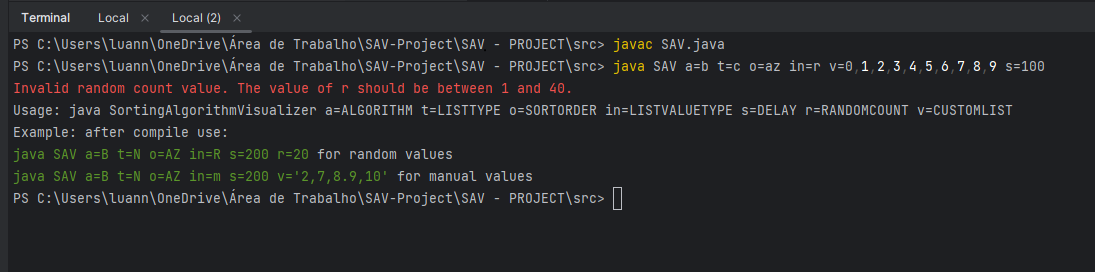 Terminal Local × Local (2) ×
PS C:\Users\luann\OneDrive\Área de Trabalho\SAV-Project\SAV - PROJECT\src> javac SAV.java
PS C:\Users\luann\OneDrive\Área de Trabalho\SAV-Project\SAV - PROJECT\src> java SAV a=b t=c o=az in=r v=0,1,2,3,4,5,6,7,8,9 s=100
Invalid random count value. The value of r should be between 1 and 40.
Usage: java SortingAlgorithmVisualizer a=ALGORITHM t=LISTTYPE o=SORTORDER in=LISTVALUETYPE s=DELAY r=RANDOMCOUNT v=CUSTOMLIST
Example: after compile use:
java SAV a=B t=N o=AZ in=R s=200 r=20 for random values
java SAV a=B t=N o=AZ in=m s=200 v='2,7,8.9,10' for manual values
PS C:\Users\luann\OneDrive\Área de Trabalho\SAV-Project\SAV - PROJECT\src>